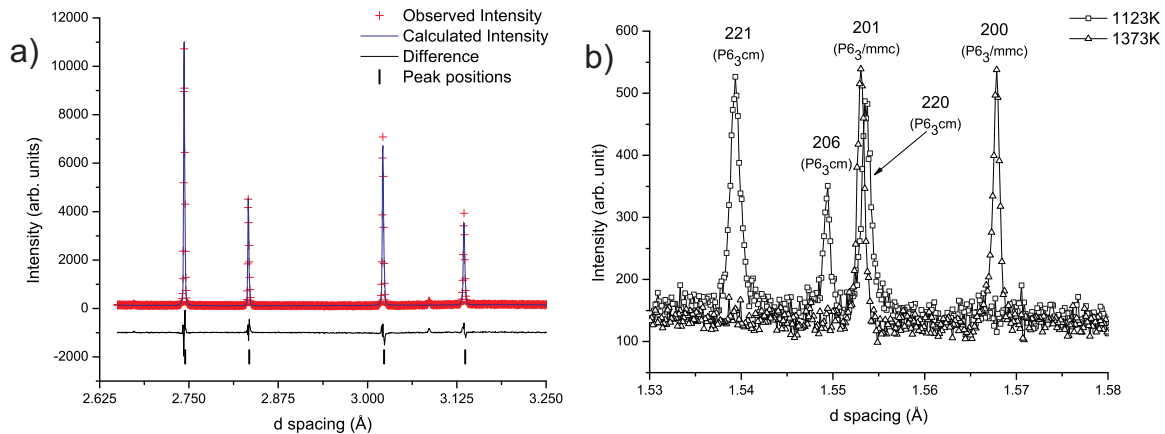 a)
Observed Intensity
Calculated Intensity
Difference
Peak positions
12000
10000
8000
6000
4000
2000
0
-2000
Intensity (arb. units)
2.625 2.750 2.875 3.000 3.125 3.250
d spacing (Å)
b)
1123K
1373K
221
(P6₃cm)
206
(P6₃cm)
201
(P6₃/mmc)
220
(P6₃cm)
200
(P6₃/mmc)
600
500
400
300
200
100
Intensity (arb. unit)
1.53 1.54 1.55 1.56 1.57 1.58
d spacing (Å)